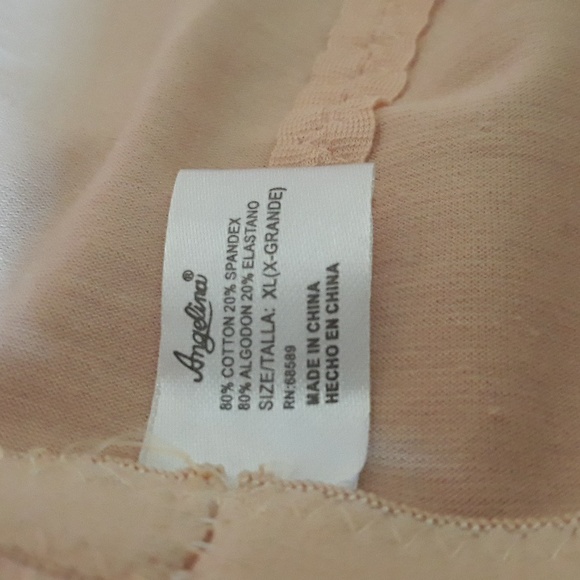 Angelina®
80% COTTON 20% SPANDEX
80% ALGODON 20% ELASTANO
SIZE/TALLA: XL(X-GRANDE)
RN:68589
MADE IN CHINA
HECHO EN CHINA